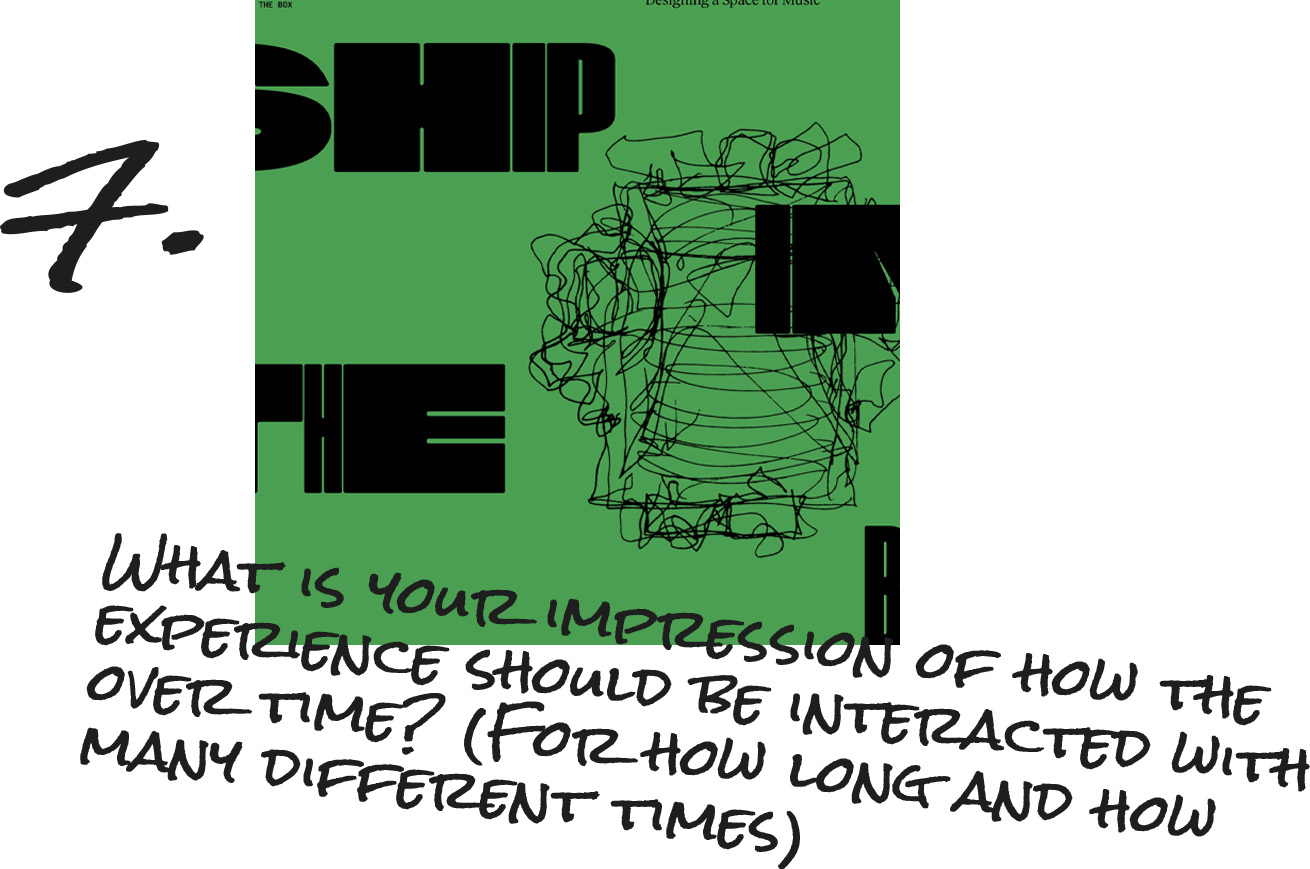 THE BOX
Designing a Space for Music
SHIP
7.
IN
THE
WHAT IS YOUR IMPRESSION OF HOW THE
EXPERIENCE SHOULD BE INTERACTED WITH
OVER TIME? (FOR HOW LONG AND HOW
MANY DIFFERENT TIMES)